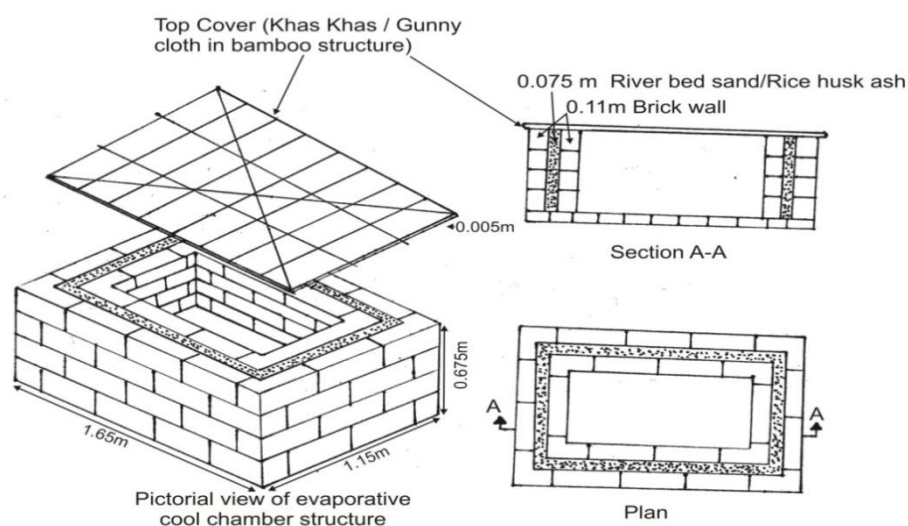 Top Cover (Khas Khas / Gunny
cloth in bamboo structure)
0.075 m River bed sand/Rice husk ash
0.11m Brick wall
0.005m
Section A-A
0.675m
1.65m
1.15m
A
A
Pictorial view of evaporative
cool chamber structure
Plan